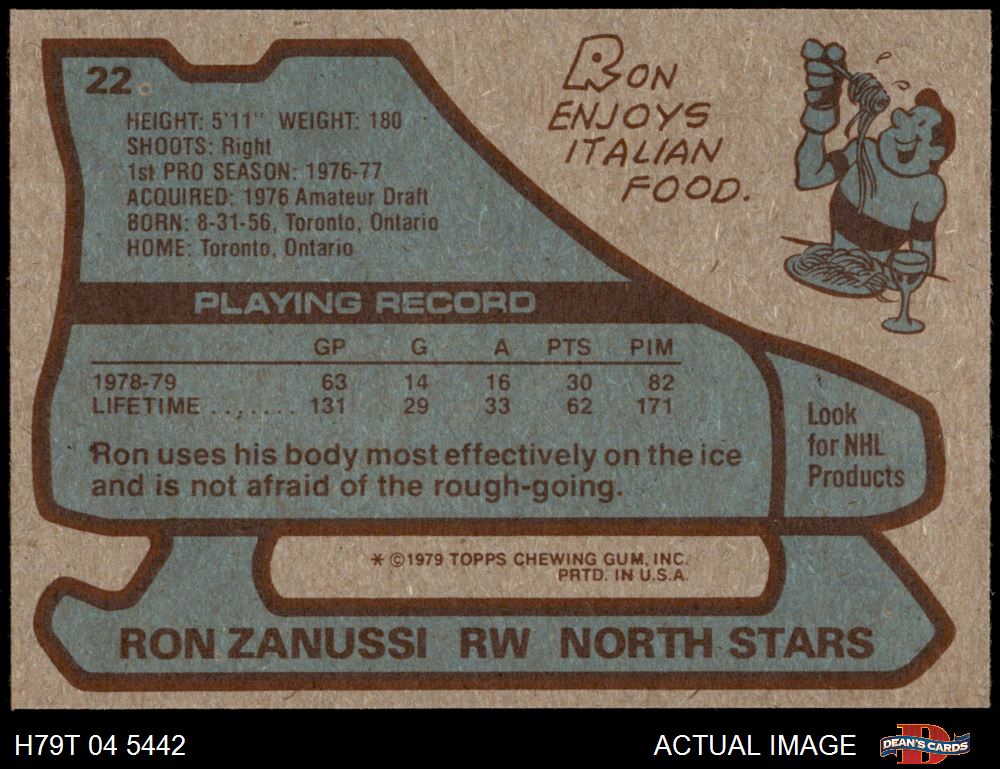 22
HEIGHT: 5'11" WEIGHT: 180
SHOOTS: Right
1st PRO SEASON: 1976-77
ACQUIRED: 1976 Amateur Draft
BORN: 8-31-56, Toronto, Ontario
HOME: Toronto, Ontario
RON
ENJOYS
ITALIAN
FOOD.
PLAYING RECORD
GP G A PTS PIM
1978-79 63 14 16 30 82
LIFETIME ........ 131 29 33 62 171
Ron uses his body most effectively on the ice
and is not afraid of the rough-going.
Look
for NHL
Products
* ©1979 TOPPS CHEWING GUM, INC.
PRTD. IN U.S.A.
RON ZANUSSI RW NORTH STARS
H79T 04 5442
ACTUAL IMAGE
D
DEAN'S CARDS